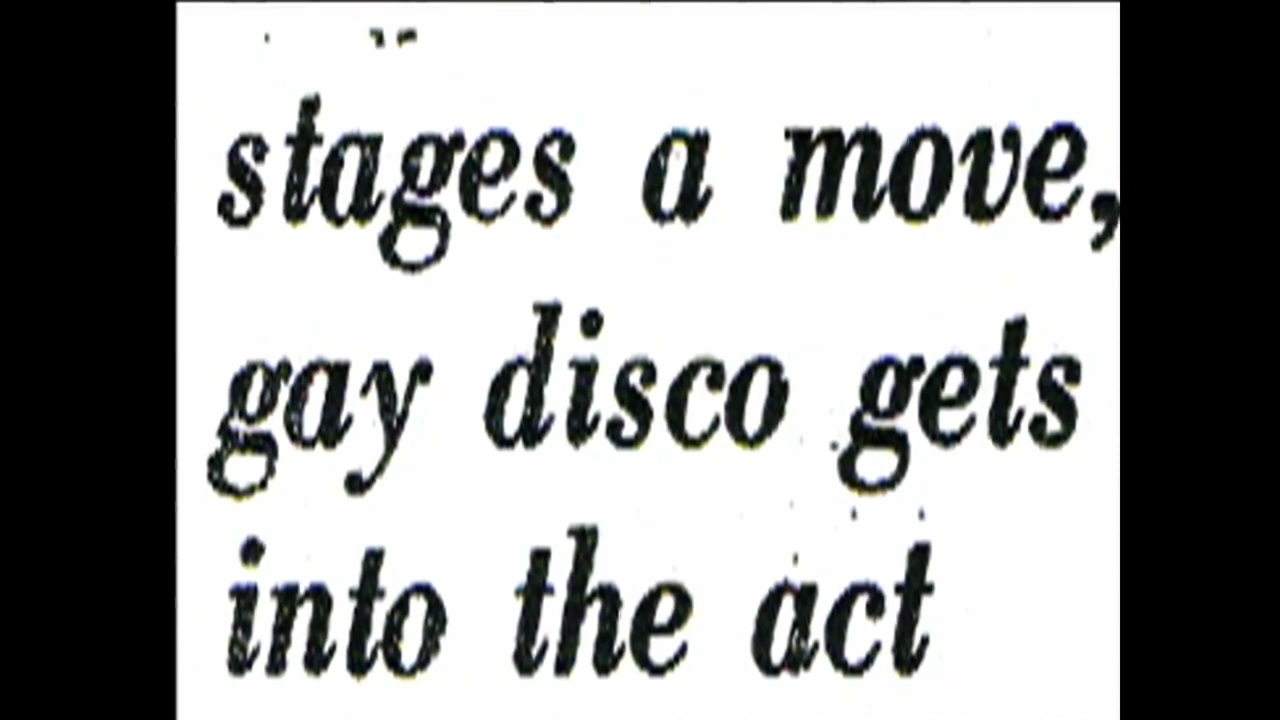 stages a move,
gay disco gets
into the act